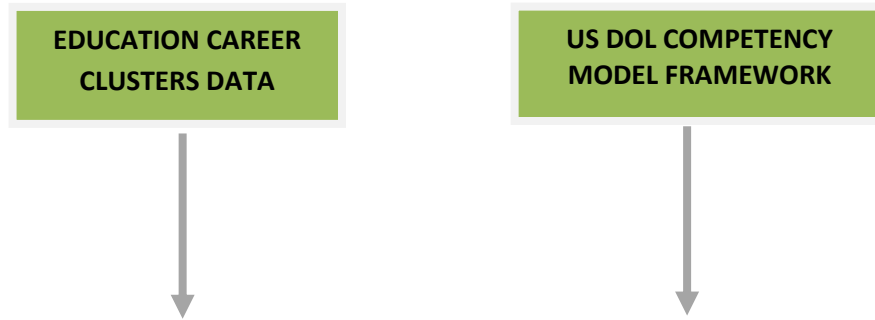 EDUCATION CAREER
CLUSTERS DATA
US DOL COMPETENCY
MODEL FRAMEWORK